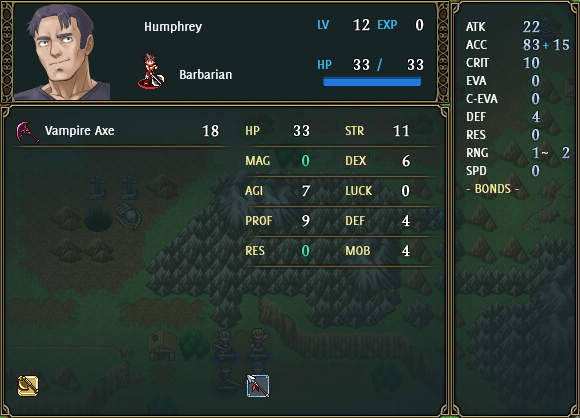 Humphrey LV 12 EXP 0
Barbarian HP 33 / 33
Vampire Axe 18
HP 33 STR 11
MAG 0 DEX 6
AGI 7 LUCK 0
PROF 9 DEF 4
RES 0 MOB 4
ATK 22
ACC 83 + 15
CRIT 10
EVA 0
C-EVA 0
DEF 4
RES 0
RNG 1 ~ 2
SPD 0
- BONDS -